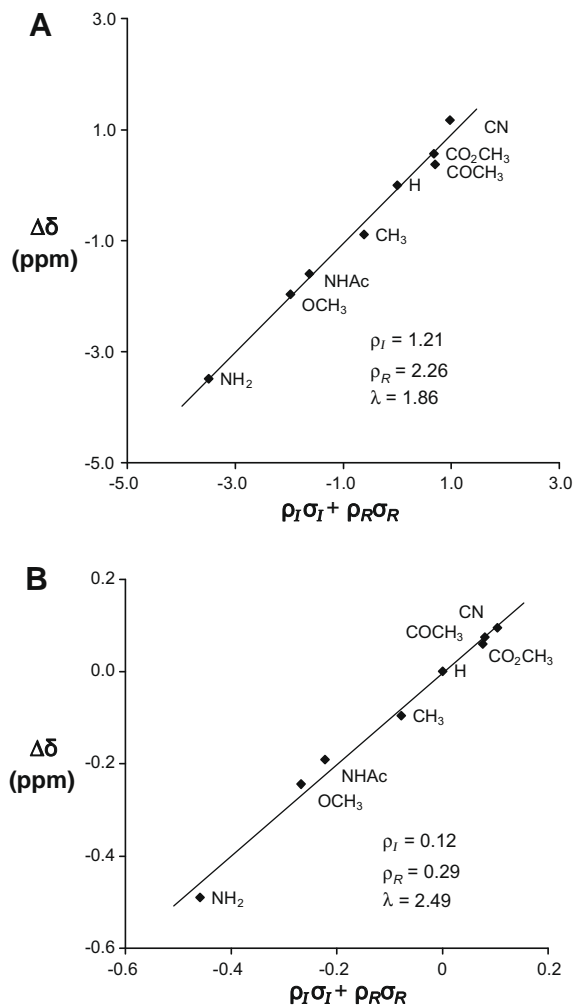 A
3.0
1.0
-1.0
-3.0
-5.0
Δδ
(ppm)
CN
CO₂CH₃
COCH₃
H
CH₃
NHAc
OCH₃
NH₂
ρI = 1.21
ρR = 2.26
λ = 1.86
-5.0 -3.0 -1.0 1.0 3.0
ρIσI + ρRσR
B
0.2
0.0
-0.2
-0.4
-0.6
Δδ
(ppm)
CN
COCH₃
CO₂CH₃
H
CH₃
NHAc
OCH₃
NH₂
ρI = 0.12
ρR = 0.29
λ = 2.49
-0.6 -0.4 -0.2 0 0.2
ρIσI + ρRσR